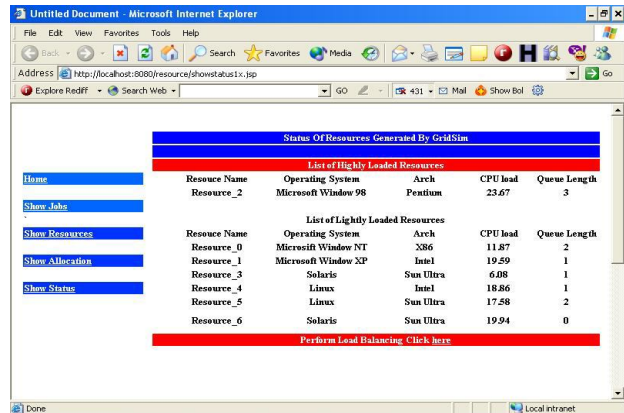 Untitled Document - Microsoft Internet Explorer
File Edit View Favorites Tools Help
Back Search Favorites Media
Address http://localhost:8080/resource/showstatus1x.jsp Go
Explore Rediff Search Web GO 431 Mail Show Bol
Status Of Resources Generated By GridSim
List of Highly Loaded Resources
Home Resouce Name Operating System Arch CPU load Queue Length
Resource_2 Microsoft Window 98 Pentium 23.67 3
Show Jobs
List of Lightly Loaded Resources
Show Resources Resouce Name Operating System Arch CPU load Queue Length
Resource_0 Microsift Window NT X86 11.87 2
Show Allocation Resource_1 Microsoft Window XP Intel 19.59 1
Resource_3 Solaris Sun Ultra 6.08 1
Show Status Resource_4 Linux Intel 18.86 1
Resource_5 Linux Sun Ultra 17.58 2
Resource_6 Solaris Sun Ultra 19.94 0
Perform Load Balancing Click here
Done Local intranet